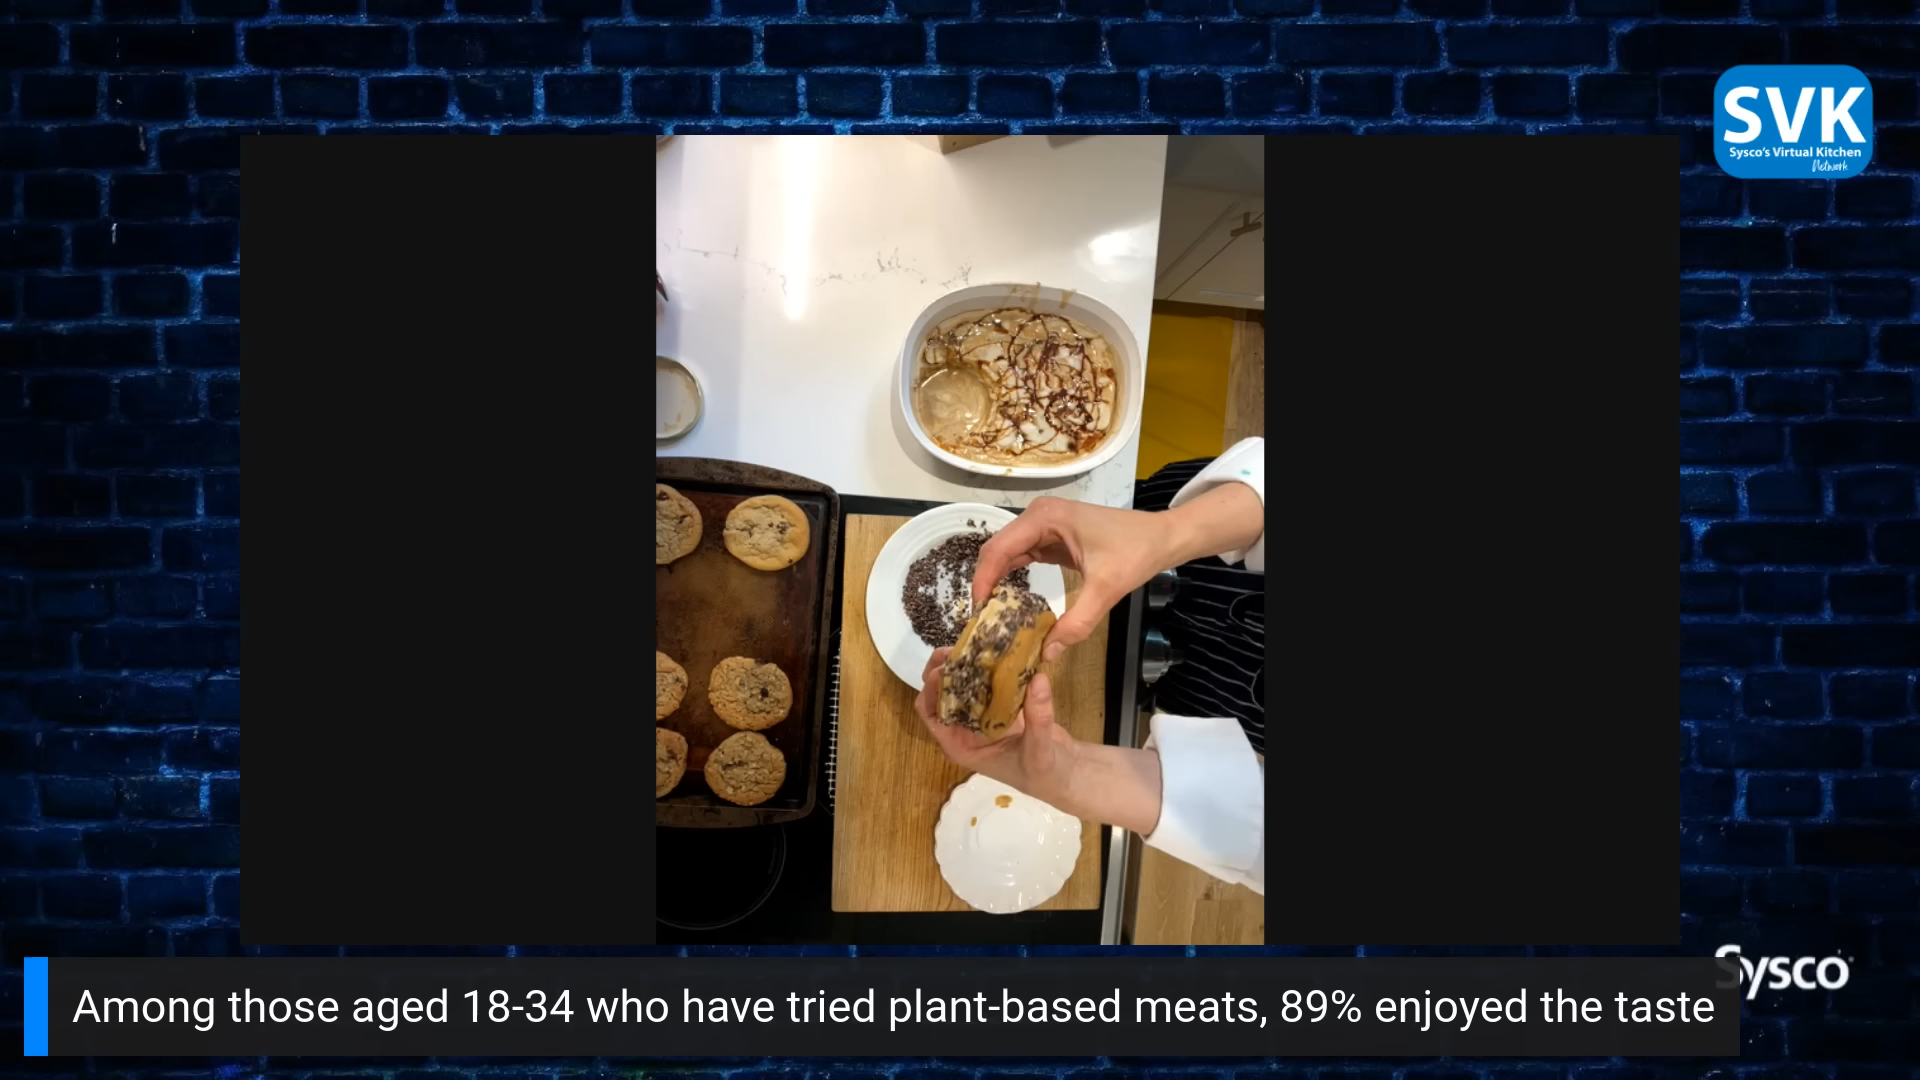 SVK
Sysco's Virtual Kitchen
Network
Sysco
Among those aged 18-34 who have tried plant-based meats, 89% enjoyed the taste